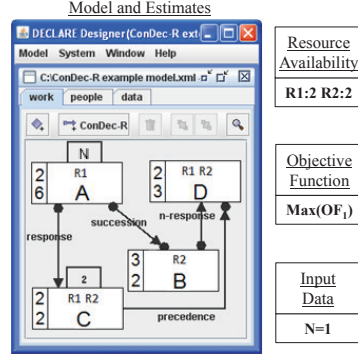 Model and Estimates
DECLARE Designer(ConDec-R ext
Model System Window Help
C:\ConDec-R example model.xml
work people data
ConDec-R
N
2 R1
6 A
2 R1 R2
3 D
succession
n-response
response
3 R2
2 B
2
2 R1 R2
2 C
precedence
Resource
Availability
R1:2 R2:2
Objective
Function
Max(OF₁)
Input
Data
N=1